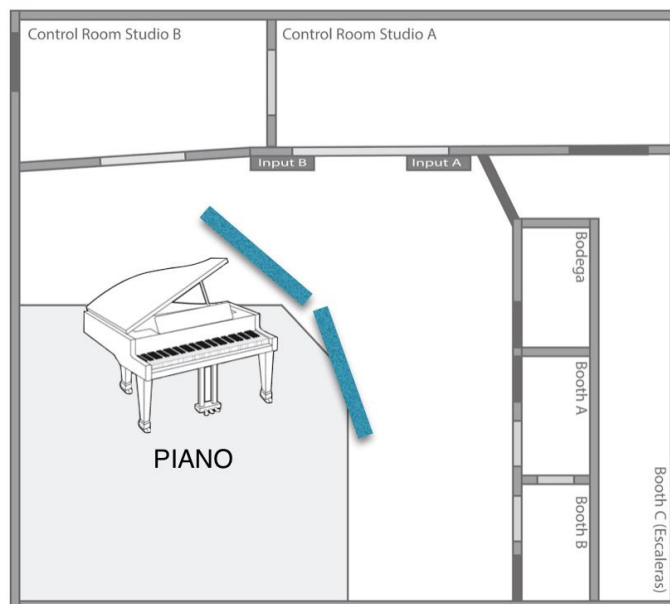 Control Room Studio B
Control Room Studio A
Input B
Input A
Bodega
Booth A
PIANO
Booth B
Booth C (Escaleras)